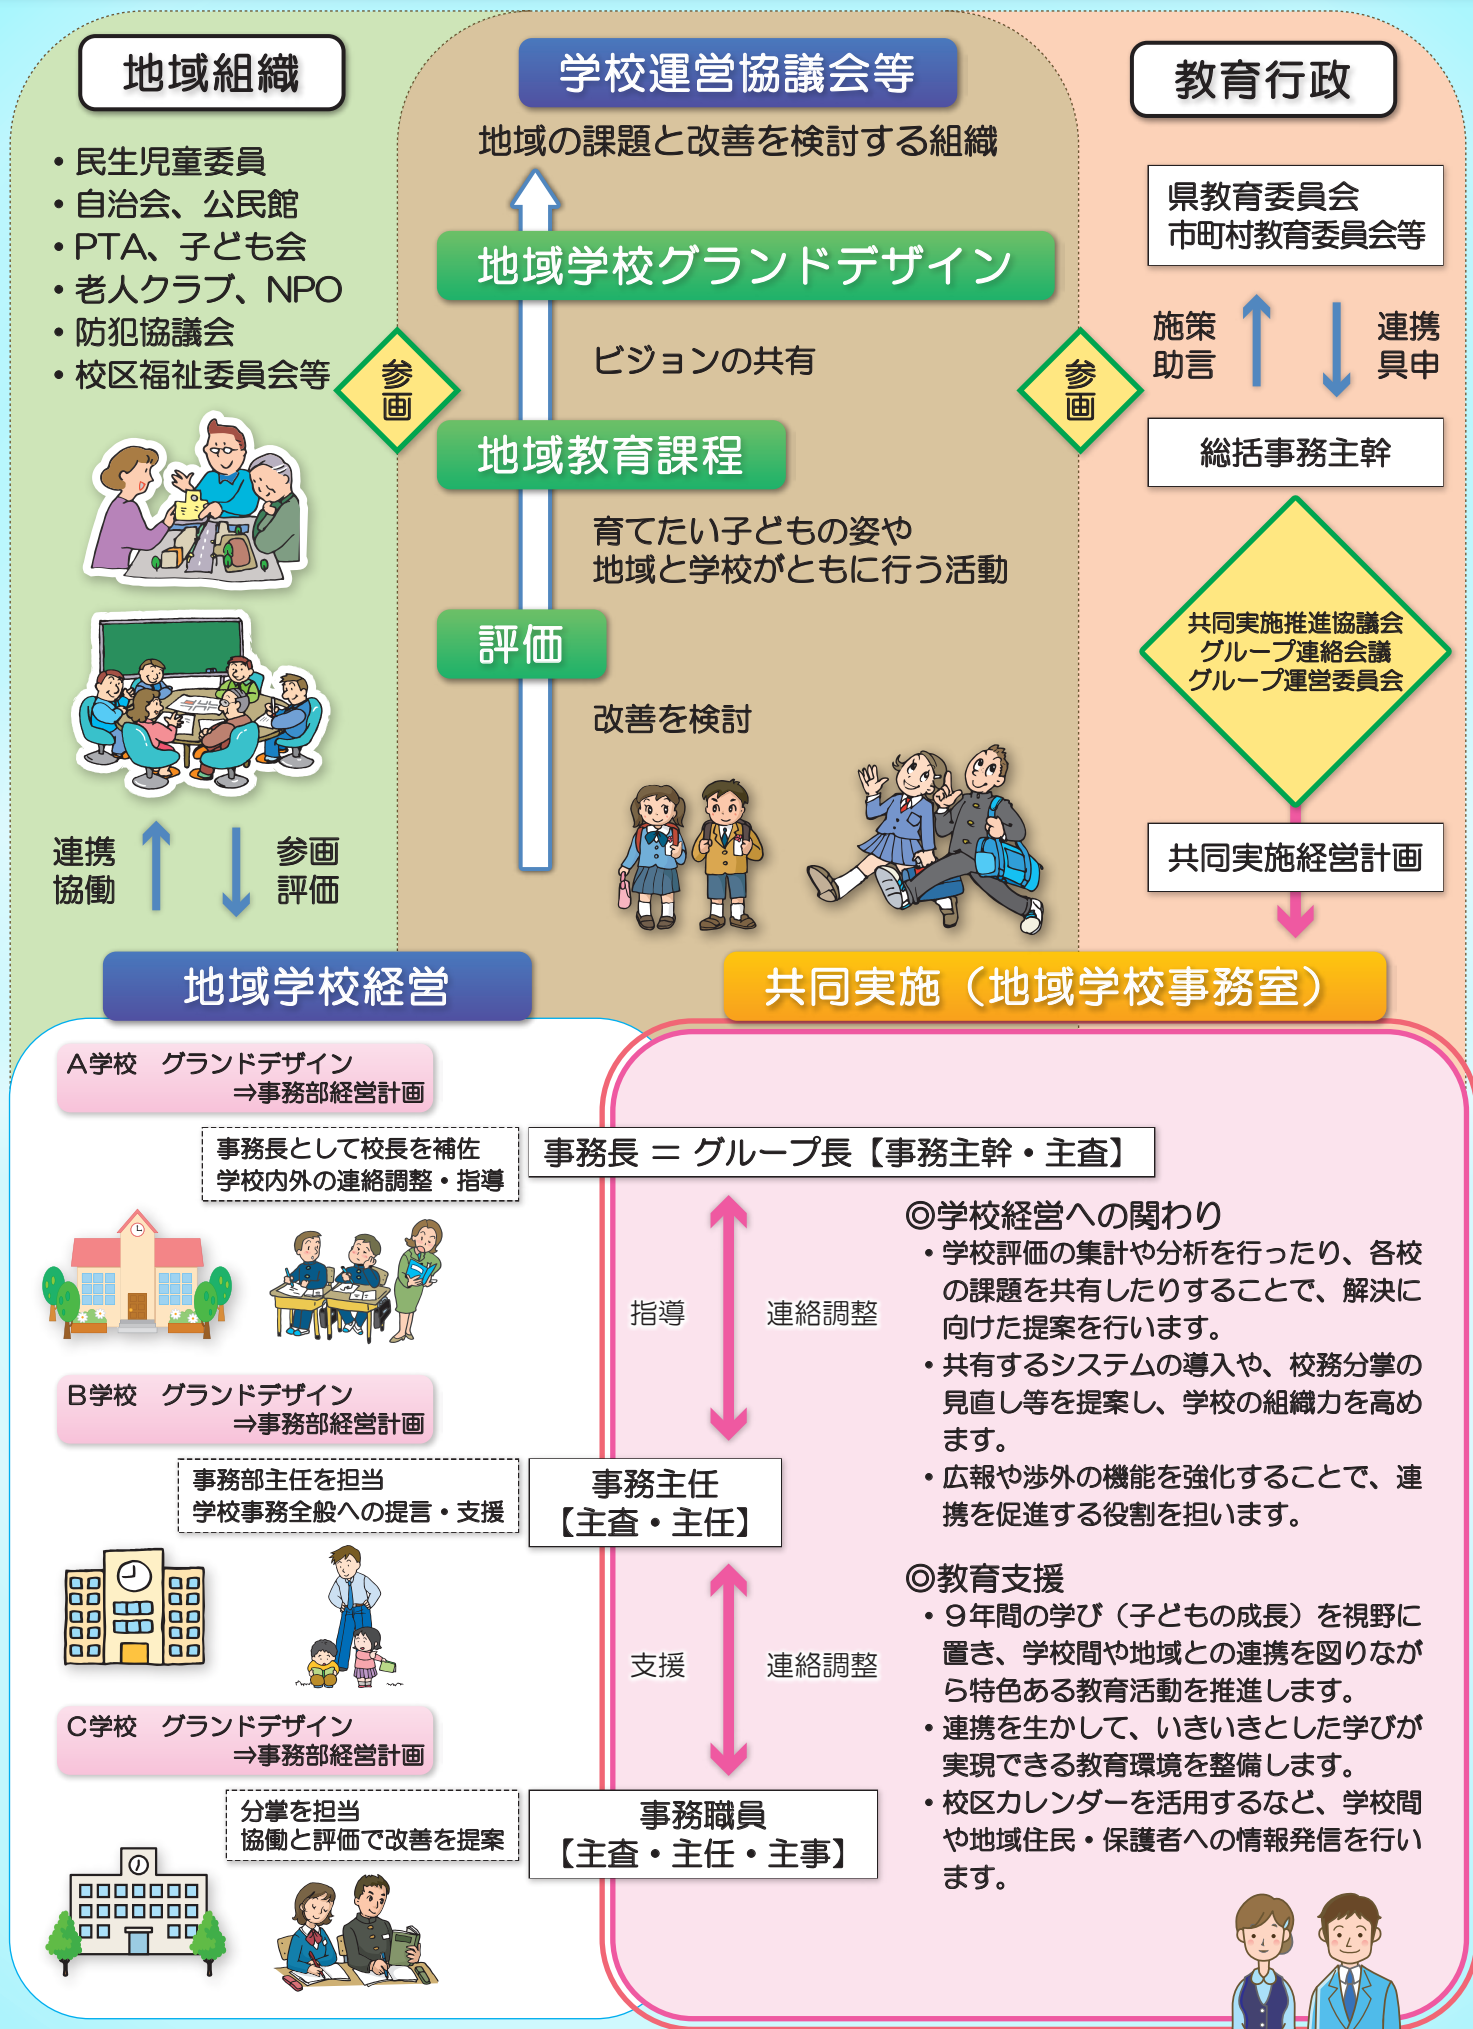 地域組織
・民生児童委員
・自治会、公民館
・PTA、子ども会
・老人クラブ、NPO
・防犯協議会
・校区福祉委員会等
参画
連携
協働
参画
評価
学校運営協議会等
地域の課題と改善を検討する組織
地域学校グランドデザイン
ビジョンの共有
地域教育課程
育てたい子どもの姿や
地域と学校がともに行う活動
評価
改善を検討
教育行政
県教育委員会
市町村教育委員会等
施策
助言
連携
具申
参画
総括事務主幹
共同実施推進協議会
グループ連絡会議
グループ運営委員会
共同実施経営計画
地域学校経営
共同実施（地域学校事務室）
A学校　グランドデザイン
⇒事務部経営計画
事務長として校長を補佐
学校内外の連絡調整・指導
事務長 ＝ グループ長【事務主幹・主査】
指導
連絡調整
B学校　グランドデザイン
⇒事務部経営計画
事務部主任を担当
学校事務全般への提言・支援
事務主任
【主査・主任】
支援
連絡調整
C学校　グランドデザイン
⇒事務部経営計画
分掌を担当
協働と評価で改善を提案
事務職員
【主査・主任・主事】
◎学校経営への関わり
・学校評価の集計や分析を行ったり、各校
の課題を共有したりすることで、解決に
向けた提案を行います。
・共有するシステムの導入や、校務分掌の
見直し等を提案し、学校の組織力を高め
ます。
・広報や渉外の機能を強化することで、連
携を促進する役割を担います。
◎教育支援
・９年間の学び（子どもの成長）を視野に
置き、学校間や地域との連携を図りなが
ら特色ある教育活動を推進します。
・連携を生かして、いきいきとした学びが
実現できる教育環境を整備します。
・校区カレンダーを活用するなど、学校間
や地域住民・保護者への情報発信を行い
ます。